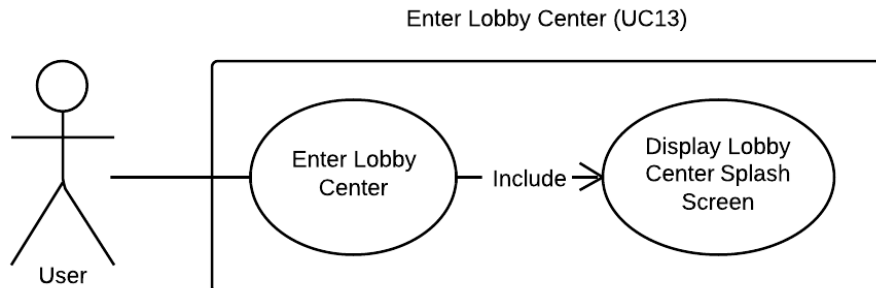 Enter Lobby Center (UC13)
Enter Lobby
Center
Include
Display Lobby
Center Splash
Screen
User